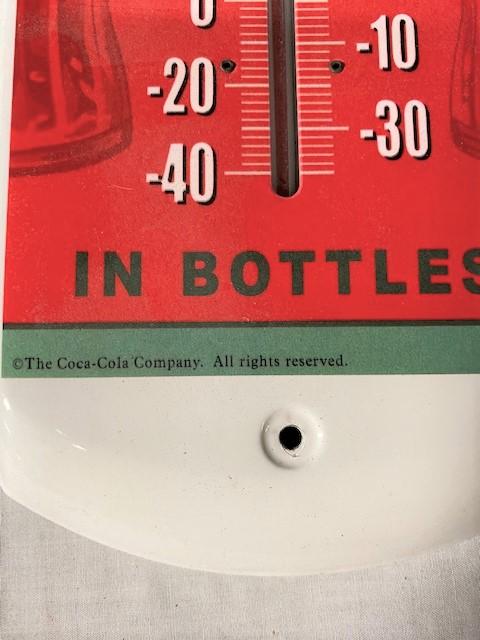 0
-10
-20
-30
-40
IN BOTTLES
©The Coca-Cola Company. All rights reserved.